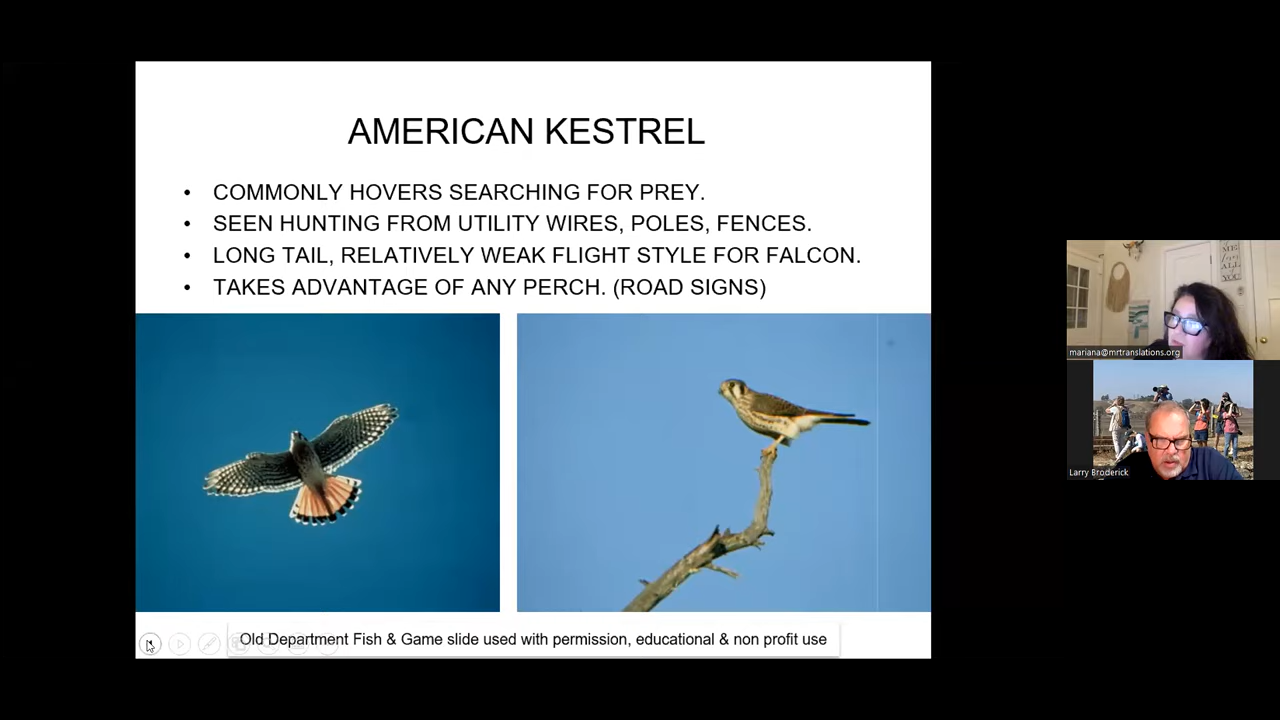 AMERICAN KESTREL
• COMMONLY HOVERS SEARCHING FOR PREY.
• SEEN HUNTING FROM UTILITY WIRES, POLES, FENCES.
• LONG TAIL, RELATIVELY WEAK FLIGHT STYLE FOR FALCON.
• TAKES ADVANTAGE OF ANY PERCH. (ROAD SIGNS)
Old Department Fish & Game slide used with permission, educational & non profit use
ALL
YOU
mariana@mrtranslations.org
Larry Broderick